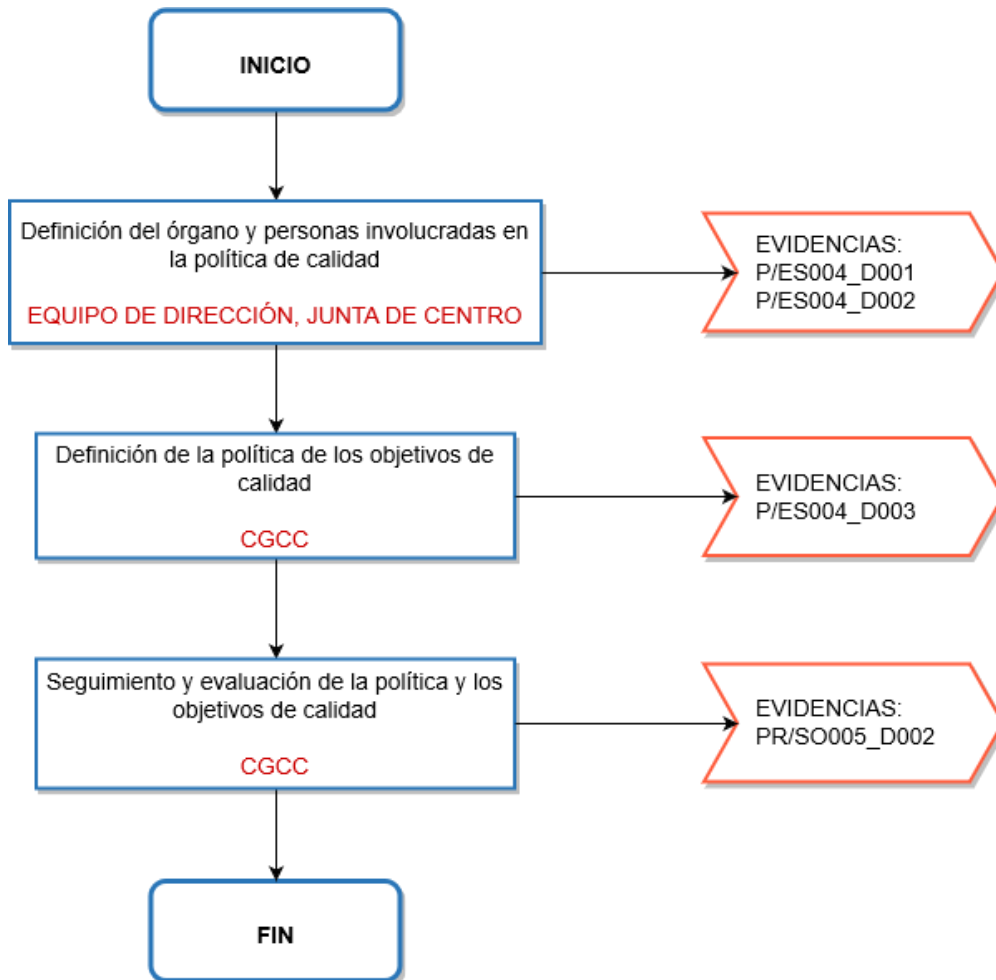 INICIO
Definición del órgano y personas involucradas en
la política de calidad
EQUIPO DE DIRECCIÓN, JUNTA DE CENTRO
EVIDENCIAS:
P/ES004_D001
P/ES004_D002
Definición de la política de los objetivos de
calidad
CGCC
EVIDENCIAS:
P/ES004_D003
Seguimiento y evaluación de la política y los
objetivos de calidad
CGCC
EVIDENCIAS:
PR/SO005_D002
FIN